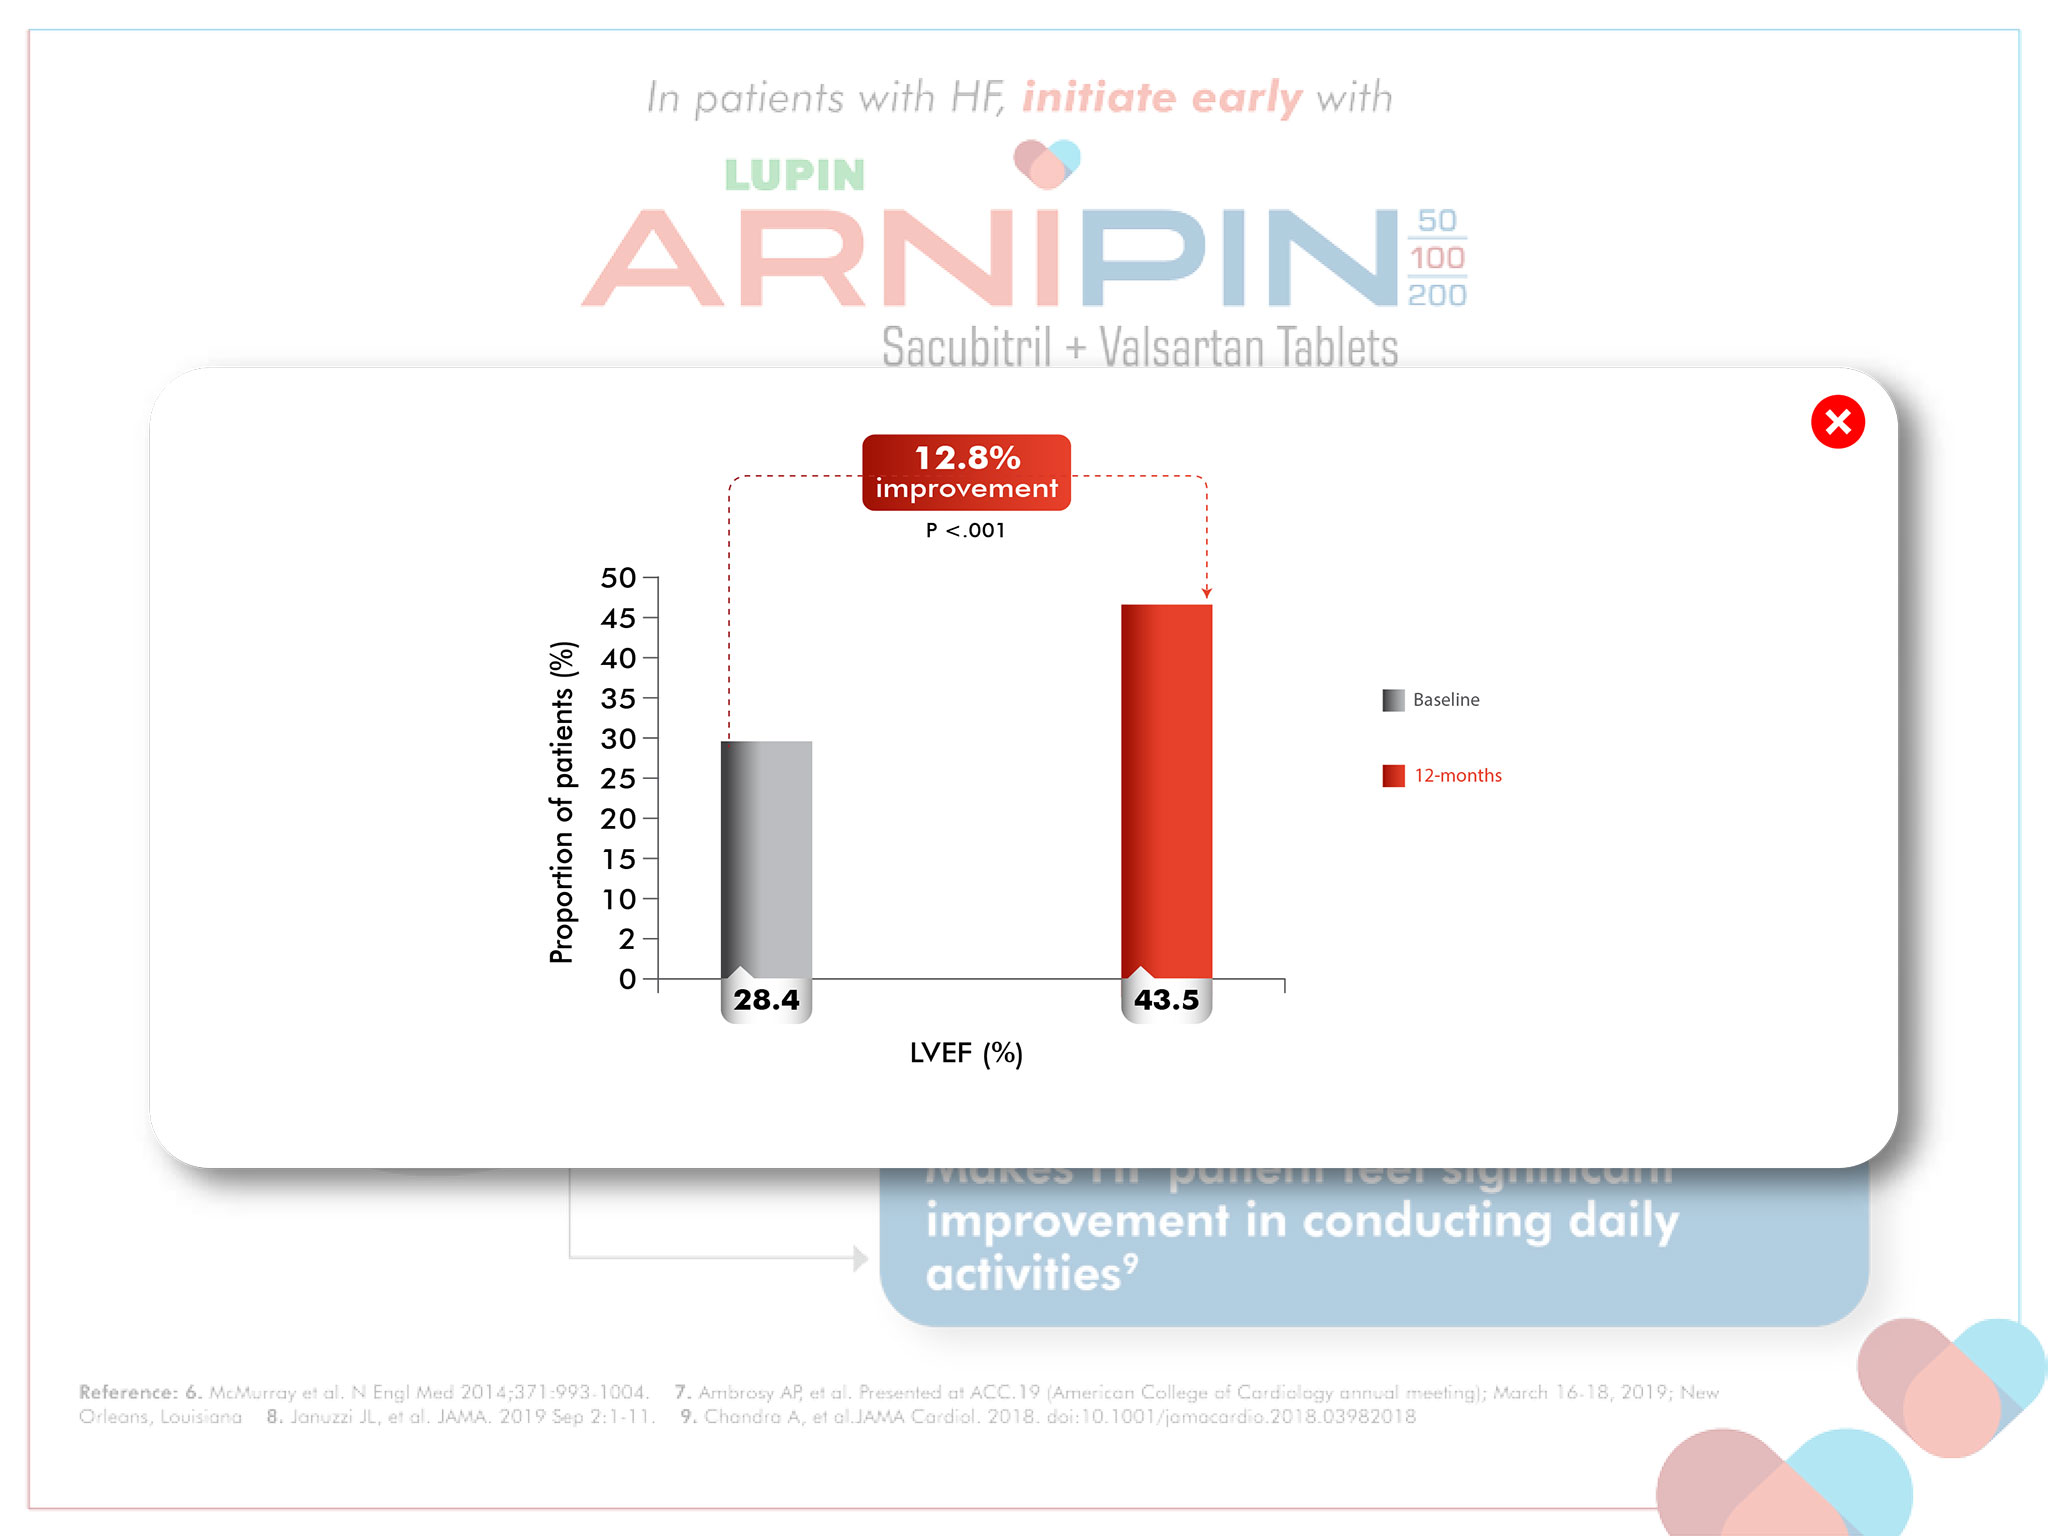 In patients with HF, initiate early with
LUPIN
ARNIPIN
50
100
200
Sacubitril + Valsartan Tablets
12.8%
improvement
P <.001
Proportion of patients (%)
50
45
40
35
30
25
20
15
10
2
0
28.4
43.5
LVEF (%)
Baseline
12-months
Makes HF patient feel significant
improvement in conducting daily
activities⁹
Reference: 6. McMurray et al. N Engl Med 2014;371:993-1004. 7. Ambrosy AP, et al. Presented at ACC.19 (American College of Cardiology annual meeting); March 16-18, 2019; New
Orleans, Louisiana 8. Januzzi JL, et al. JAMA. 2019 Sep 2:1-11. 9. Chandra A, et al.JAMA Cardiol. 2018. doi:10.1001/jamacardio.2018.03982018